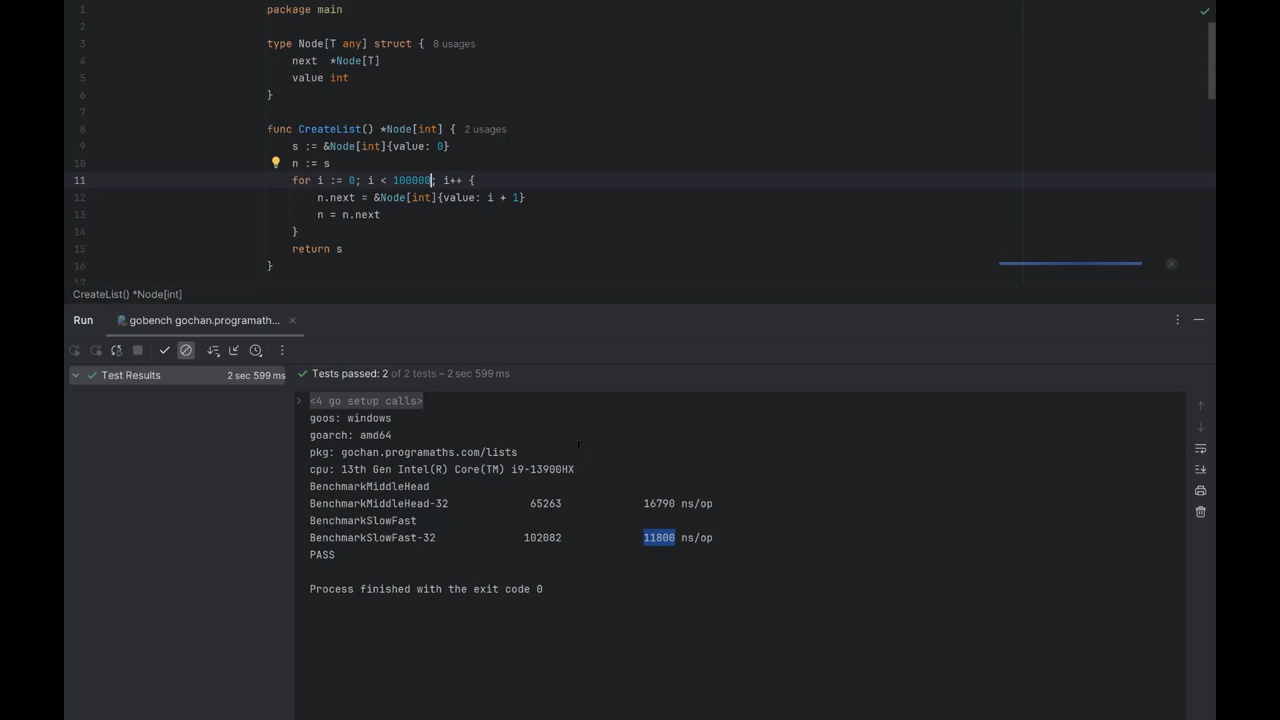 1 package main
2
3 type Node[T any] struct { 8 usages
4 next *Node[T]
5 value int
6 }
7
8 func CreateList() *Node[int] { 2 usages
9 s := &Node[int]{value: 0}
10 n := s
11 for i := 0; i < 100000; i++ {
12 n.next = &Node[int]{value: i + 1}
13 n = n.next
14 }
15 return s
16 }
17
CreateList() *Node[int]
Run gobench gochan.programath...
Test Results 2 sec 599 ms
Tests passed: 2 of 2 tests – 2 sec 599 ms
<4 go setup calls>
goos: windows
goarch: amd64
pkg: gochan.programaths.com/lists
cpu: 13th Gen Intel(R) Core(TM) i9-13900HX
BenchmarkMiddleHead
BenchmarkMiddleHead-32 65263 16790 ns/op
BenchmarkSlowFast
BenchmarkSlowFast-32 102082 11800 ns/op
PASS
Process finished with the exit code 0